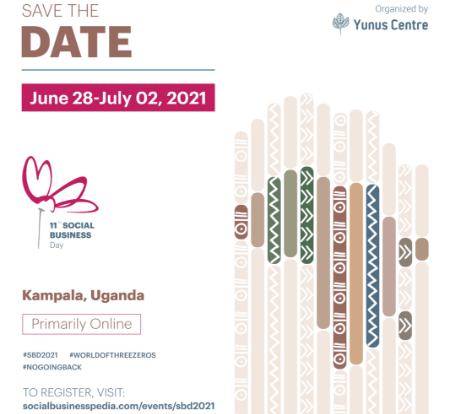 SAVE THE
DATE
June 28-July 02, 2021
Organized by
Yunus Centre
11TH SOCIAL
BUSINESS
Day
Kampala, Uganda
Primarily Online
#SBD2021 #WORLDOFTHREEZEROS
#NOGOINGBACK
TO REGISTER, VISIT:
socialbusinesspedia.com/events/sbd2021